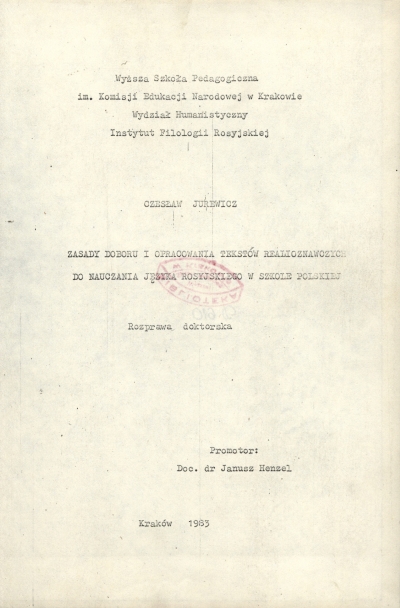 Wyższa Szkoła Pedagogiczna
im. Komisji Edukacji Narodowej w Krakowie
Wydział Humanistyczny
Instytut Filologii Rosyjskiej
CZESŁAW JUREWICZ
ZASADY DOBORU I OPRACOWANIA TEKSTÓW REALIOZNAWCZYCH
DO NAUCZANIA JĘZYKA ROSYJSKIEGO W SZKOLE POLSKIEJ
Rozprawa doktorska
Promotor:
Doc. dr Janusz Henzel
Kraków 1983